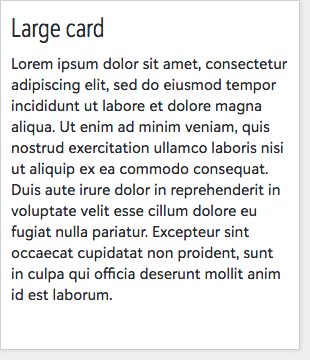 Large card
Lorem ipsum dolor sit amet, consectetur
adipiscing elit, sed do eiusmod tempor
incididunt ut labore et dolore magna
aliqua. Ut enim ad minim veniam, quis
nostrud exercitation ullamco laboris nisi
ut aliquip ex ea commodo consequat.
Duis aute irure dolor in reprehenderit in
voluptate velit esse cillum dolore eu
fugiat nulla pariatur. Excepteur sint
occaecat cupidatat non proident, sunt
in culpa qui officia deserunt mollit anim
id est laborum.